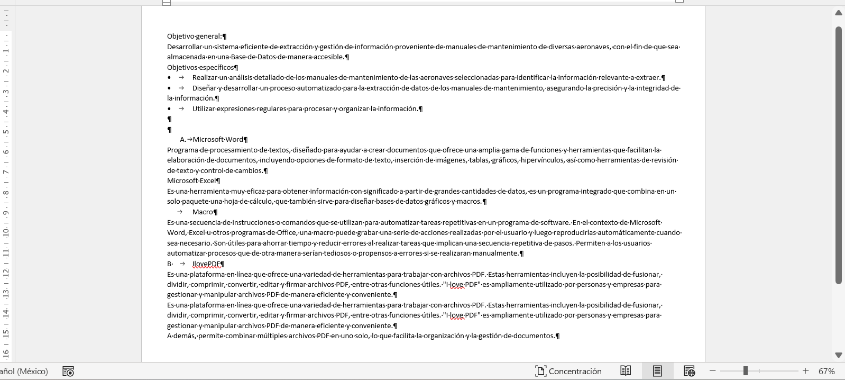 Objetivo general:
Desarrollar un sistema eficiente de extracción y gestión de información proveniente de manuales de mantenimiento de diversas aeronaves, con el fin de que sea
almacenada en una Base de Datos de manera accesible.
Objetivos específicos
• Realizar un análisis detallado de los manuales de mantenimiento de las aeronaves seleccionadas para identificar la información relevante a extraer.
• Diseñar y desarrollar un proceso automatizado para la extracción de datos de los manuales de mantenimiento, asegurando la precisión y la integridad de
la información.
• Utilizar expresiones regulares para procesar y organizar la información.
A. Microsoft Word
Programa de procesamiento de textos, diseñado para ayudar a crear documentos que ofrece una amplia gama de funciones y herramientas que facilitan la
elaboración de documentos, incluyendo opciones de formato de texto, inserción de imágenes, tablas, gráficos, hipervínculos, así como herramientas de revisión
de texto y control de cambios.
Microsoft Excel
Es una herramienta muy eficaz para obtener información con significado a partir de grandes cantidades de datos, es un programa integrado que combina en un
solo paquete una hoja de cálculo, que también sirve para diseñar bases de datos gráficos y macros.
Macro
Es una secuencia de instrucciones o comandos que se utilizan para automatizar tareas repetitivas en un programa de software. En el contexto de Microsoft
Word, Excel u otros programas de Office, una macro puede grabar una serie de acciones realizadas por el usuario y luego reproducirlas automáticamente cuando
sea necesario. Son útiles para ahorrar tiempo y reducir errores al realizar tareas que implican una secuencia repetitiva de pasos. Permiten a los usuarios
automatizar procesos que de otra manera serían tediosos o propensos a errores si se realizaran manualmente.
B. IlovePDF
Es una plataforma en línea que ofrece una variedad de herramientas para trabajar con archivos PDF. Estas herramientas incluyen la posibilidad de fusionar,
dividir, comprimir, convertir, editar y firmar archivos PDF, entre otras funciones útiles. "I love PDF" es ampliamente utilizado por personas y empresas para
gestionar y manipular archivos PDF de manera eficiente y conveniente.
Es una plataforma en línea que ofrece una variedad de herramientas para trabajar con archivos PDF. Estas herramientas incluyen la posibilidad de fusionar,
dividir, comprimir, convertir, editar y firmar archivos PDF, entre otras funciones útiles. "I love PDF" es ampliamente utilizado por personas y empresas para
gestionar y manipular archivos PDF de manera eficiente y conveniente.
Además, permite combinar múltiples archivos PDF en uno solo, lo que facilita la organización y la gestión de documentos.
añol (México) Concentración 67%